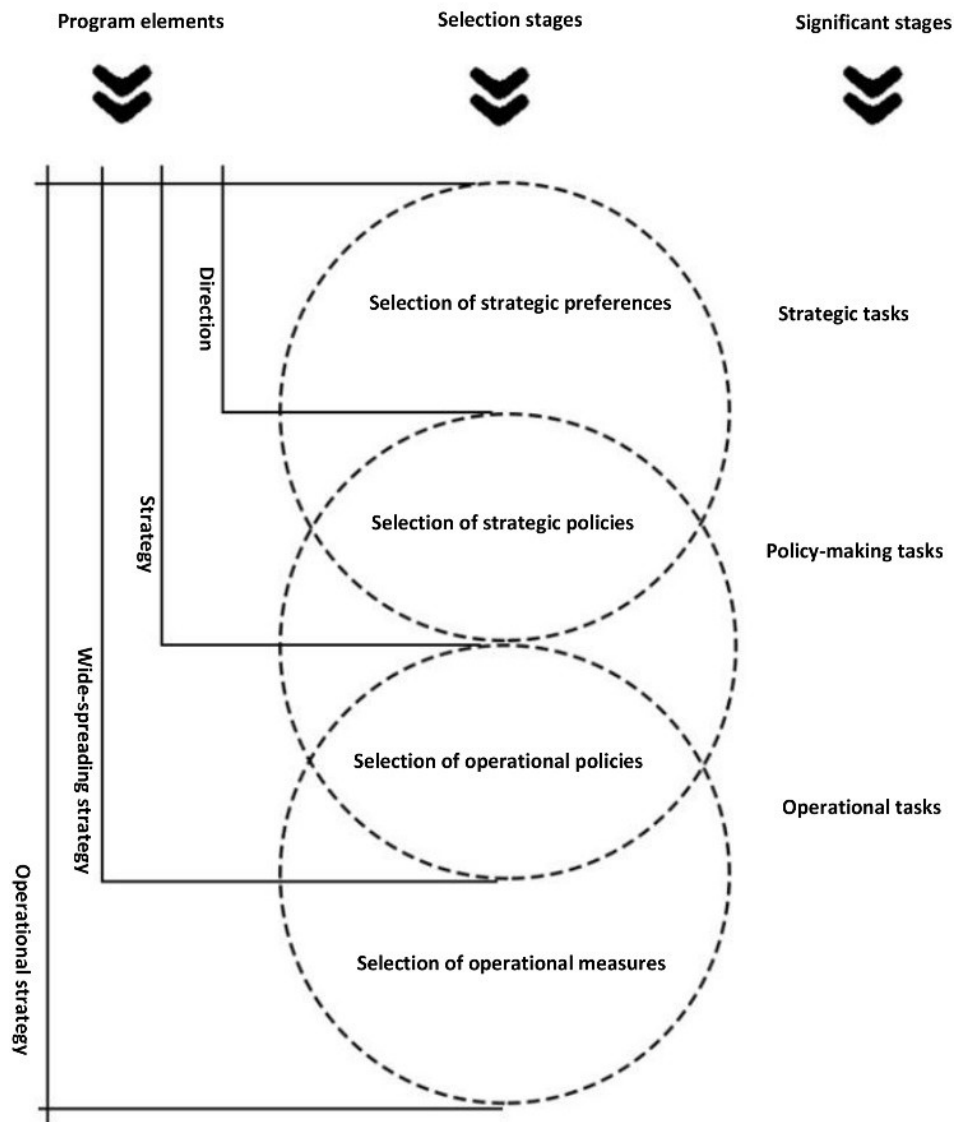 Program elements
Selection stages
Significant stages
Direction
Selection of strategic preferences
Strategic tasks
Strategy
Selection of strategic policies
Policy-making tasks
Wide-spreading strategy
Selection of operational policies
Operational tasks
Operational strategy
Selection of operational measures